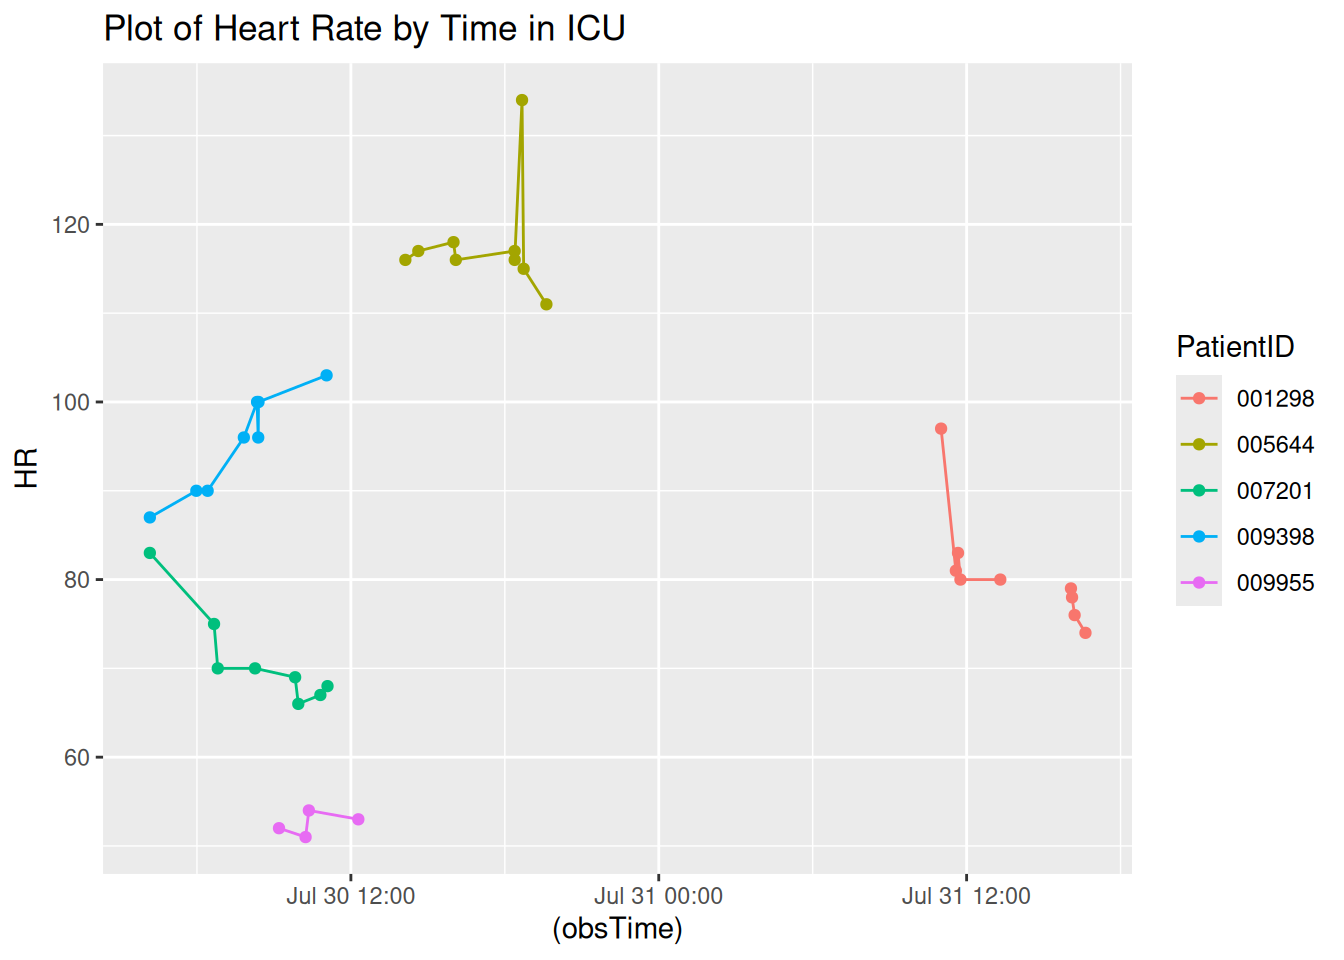 Plot of Heart Rate by Time in ICU
120
100
80
60
HR
Jul 30 12:00
Jul 31 00:00
Jul 31 12:00
(obsTime)
PatientID
001298
005644
007201
009398
009955